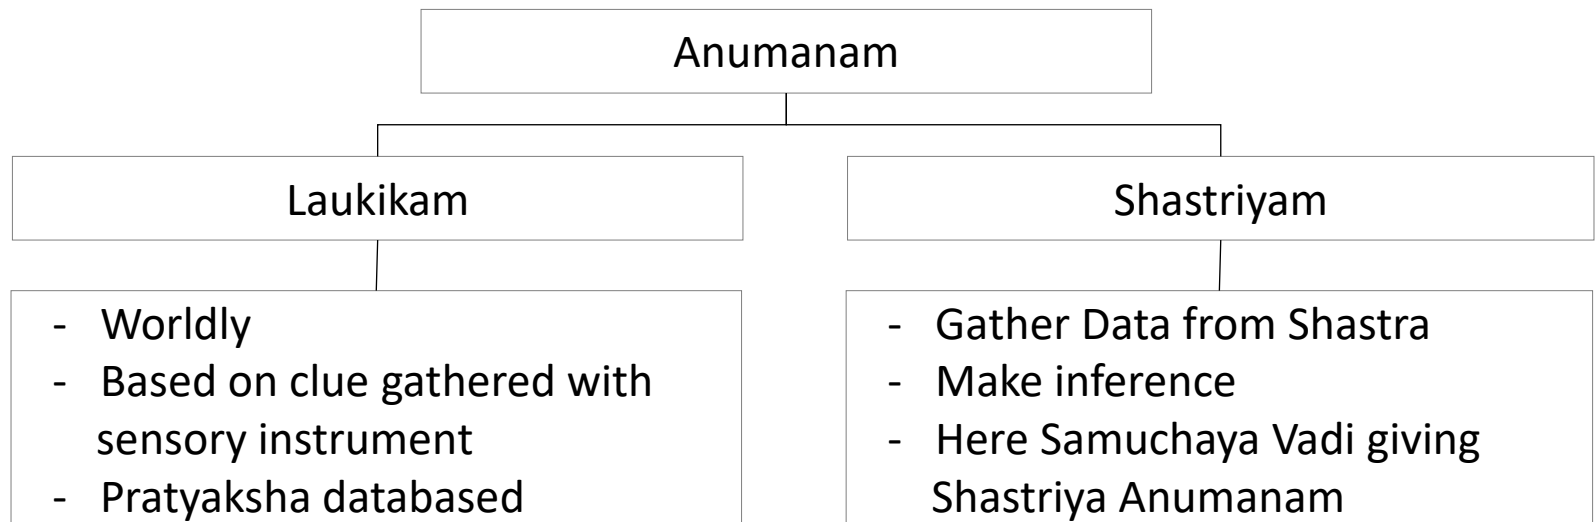 Anumanam
Laukikam
Shastriyam
- Worldly
- Based on clue gathered with
sensory instrument
- Pratyaksha databased
- Gather Data from Shastra
- Make inference
- Here Samuchaya Vadi giving
Shastriya Anumanam